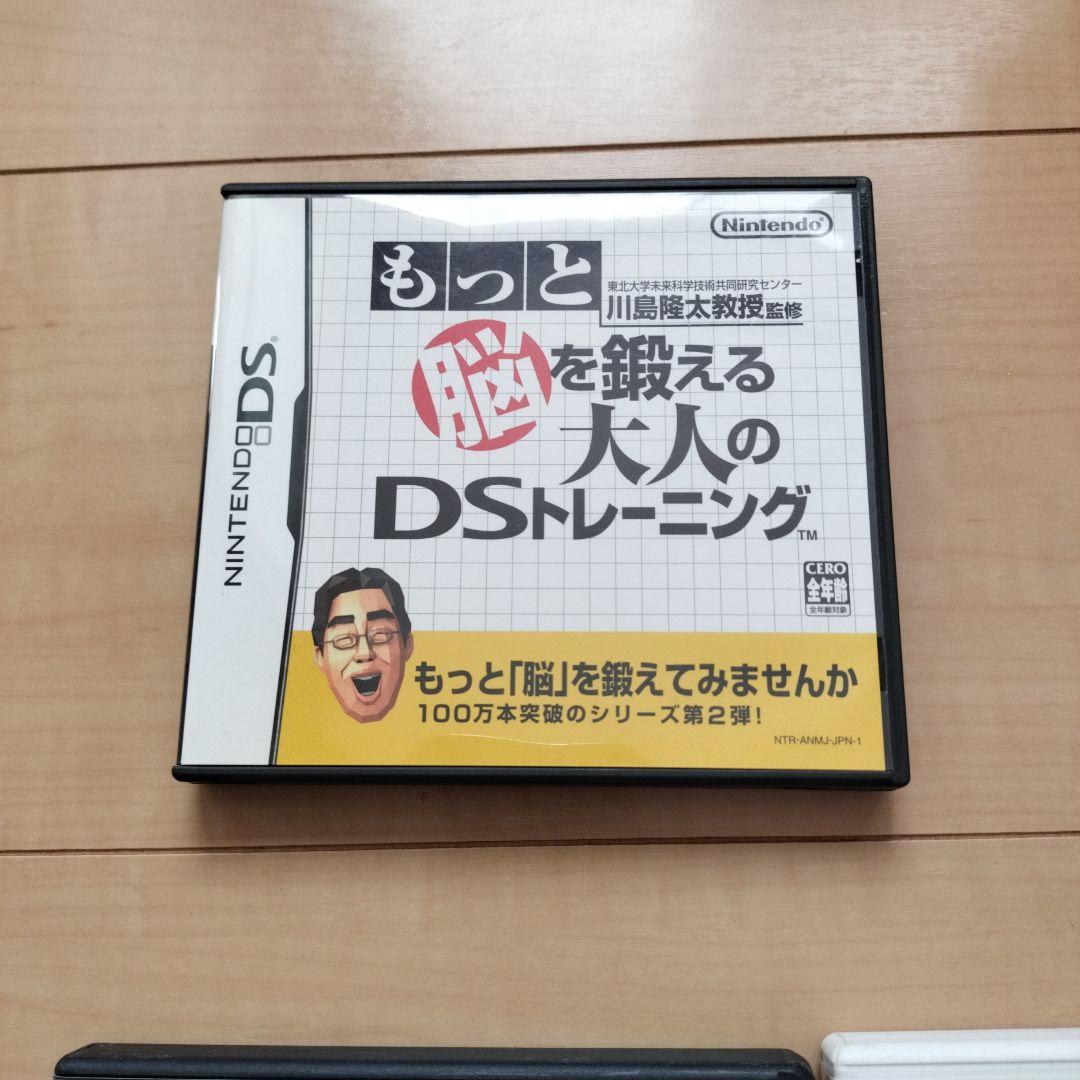 NINTENDO DS®
Nintendo®
もっと
東北大学未来科学技術共同研究センター
川島隆太教授監修
脳を鍛える
大人の
DSトレーニング™
CERO
全年齢
全年齢対象
もっと「脳」を鍛えてみませんか
100万本突破のシリーズ第2弾!
NTR-ANMJ-JPN-1